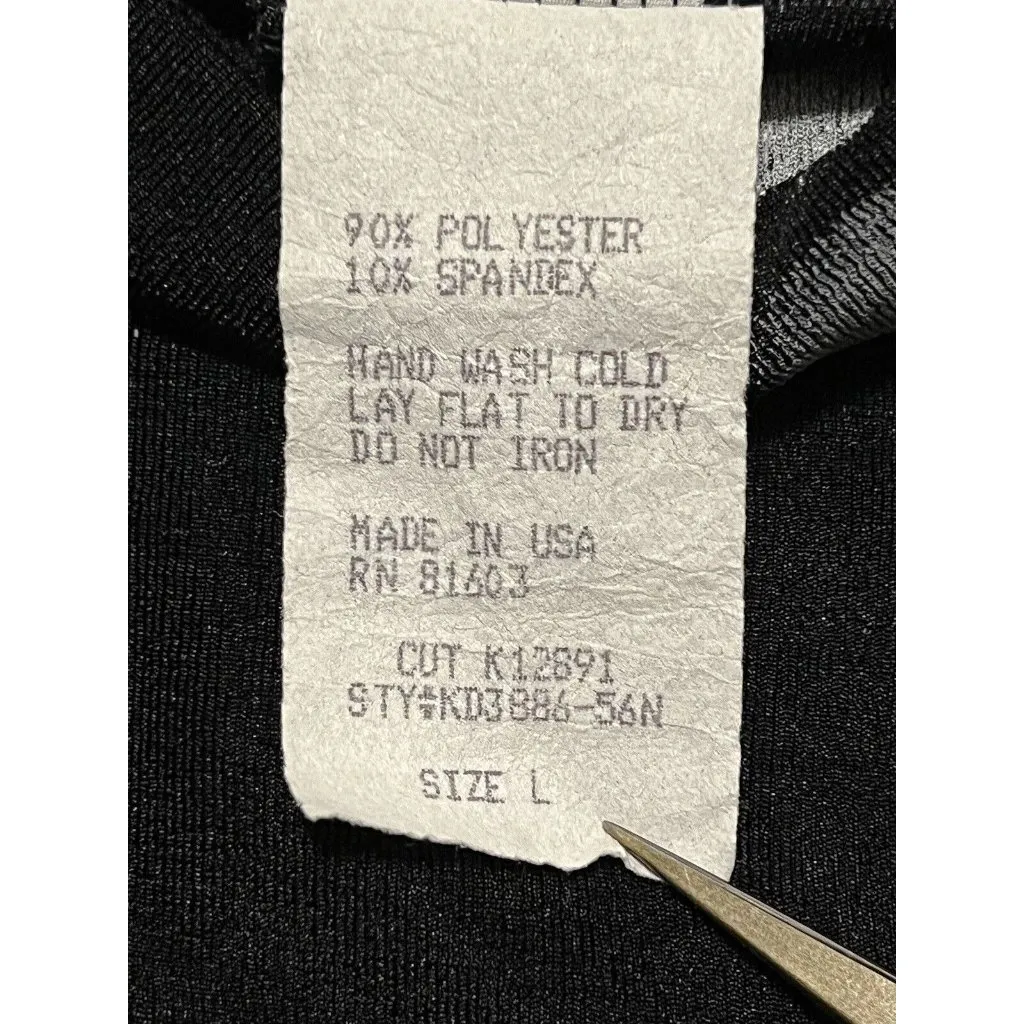 90% POLYESTER
10% SPANDEX
HAND WASH COLD
LAY FLAT TO DRY
DO NOT IRON
MADE IN USA
RN 81603
CUT K12891
STY#KD3886-56N
SIZE L